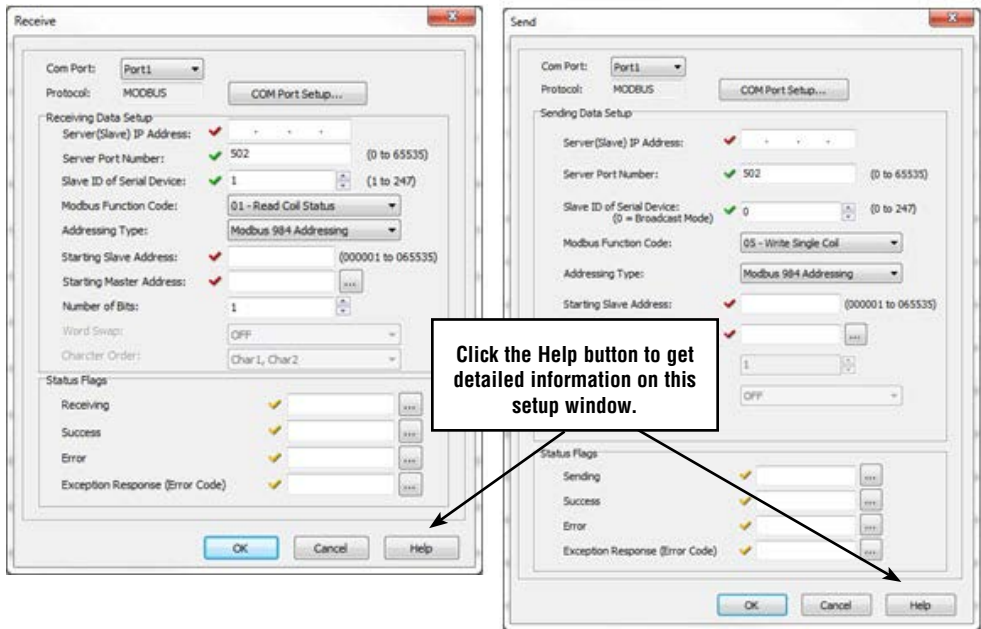 Receive
Com Port: Port1
Protocol: MODBUS COM Port Setup...
Receiving Data Setup
Server(Slave) IP Address: . . .
Server Port Number: 502 (0 to 65535)
Slave ID of Serial Device: 1 (1 to 247)
Modbus Function Code: 01 - Read Coil Status
Addressing Type: Modbus 984 Addressing
Starting Slave Address: (000001 to 065535)
Starting Master Address: ...
Number of Bits: 1
Word Swap: OFF
Charcter Order: Char1, Char2
Status Flags
Receiving ...
Success ...
Error ...
Exception Response (Error Code) ...
OK Cancel Help
Send
Com Port: Port1
Protocol: MODBUS COM Port Setup...
Sending Data Setup
Server(Slave) IP Address: . . .
Server Port Number: 502 (0 to 65535)
Slave ID of Serial Device: 0 (0 to 247)
(0 = Broadcast Mode)
Modbus Function Code: 05 - Write Single Coil
Addressing Type: Modbus 984 Addressing
Starting Slave Address: (000001 to 065535)
...
1
OFF
Status Flags
Sending ...
Success ...
Error ...
Exception Response (Error Code) ...
OK Cancel Help
Click the Help button to get
detailed information on this
setup window.